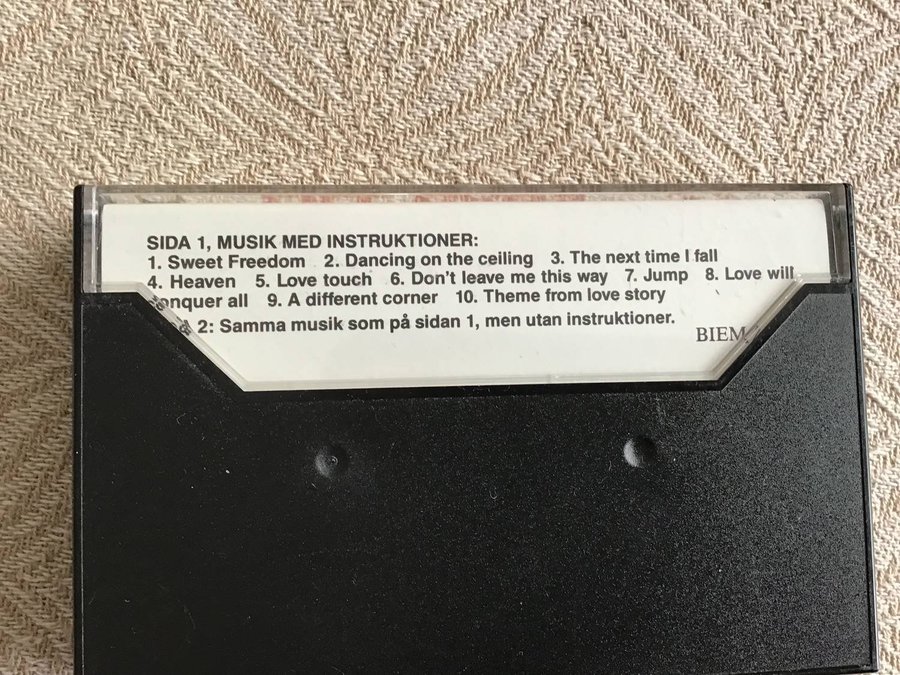 SIDA 1, MUSIK MED INSTRUKTIONER:
1. Sweet Freedom 2. Dancing on the ceiling 3. The next time I fall
4. Heaven 5. Love touch 6. Don't leave me this way 7. Jump 8. Love will
conquer all 9. A different corner 10. Theme from love story
2: Samma musik som på sidan 1, men utan instruktioner.
BIEM